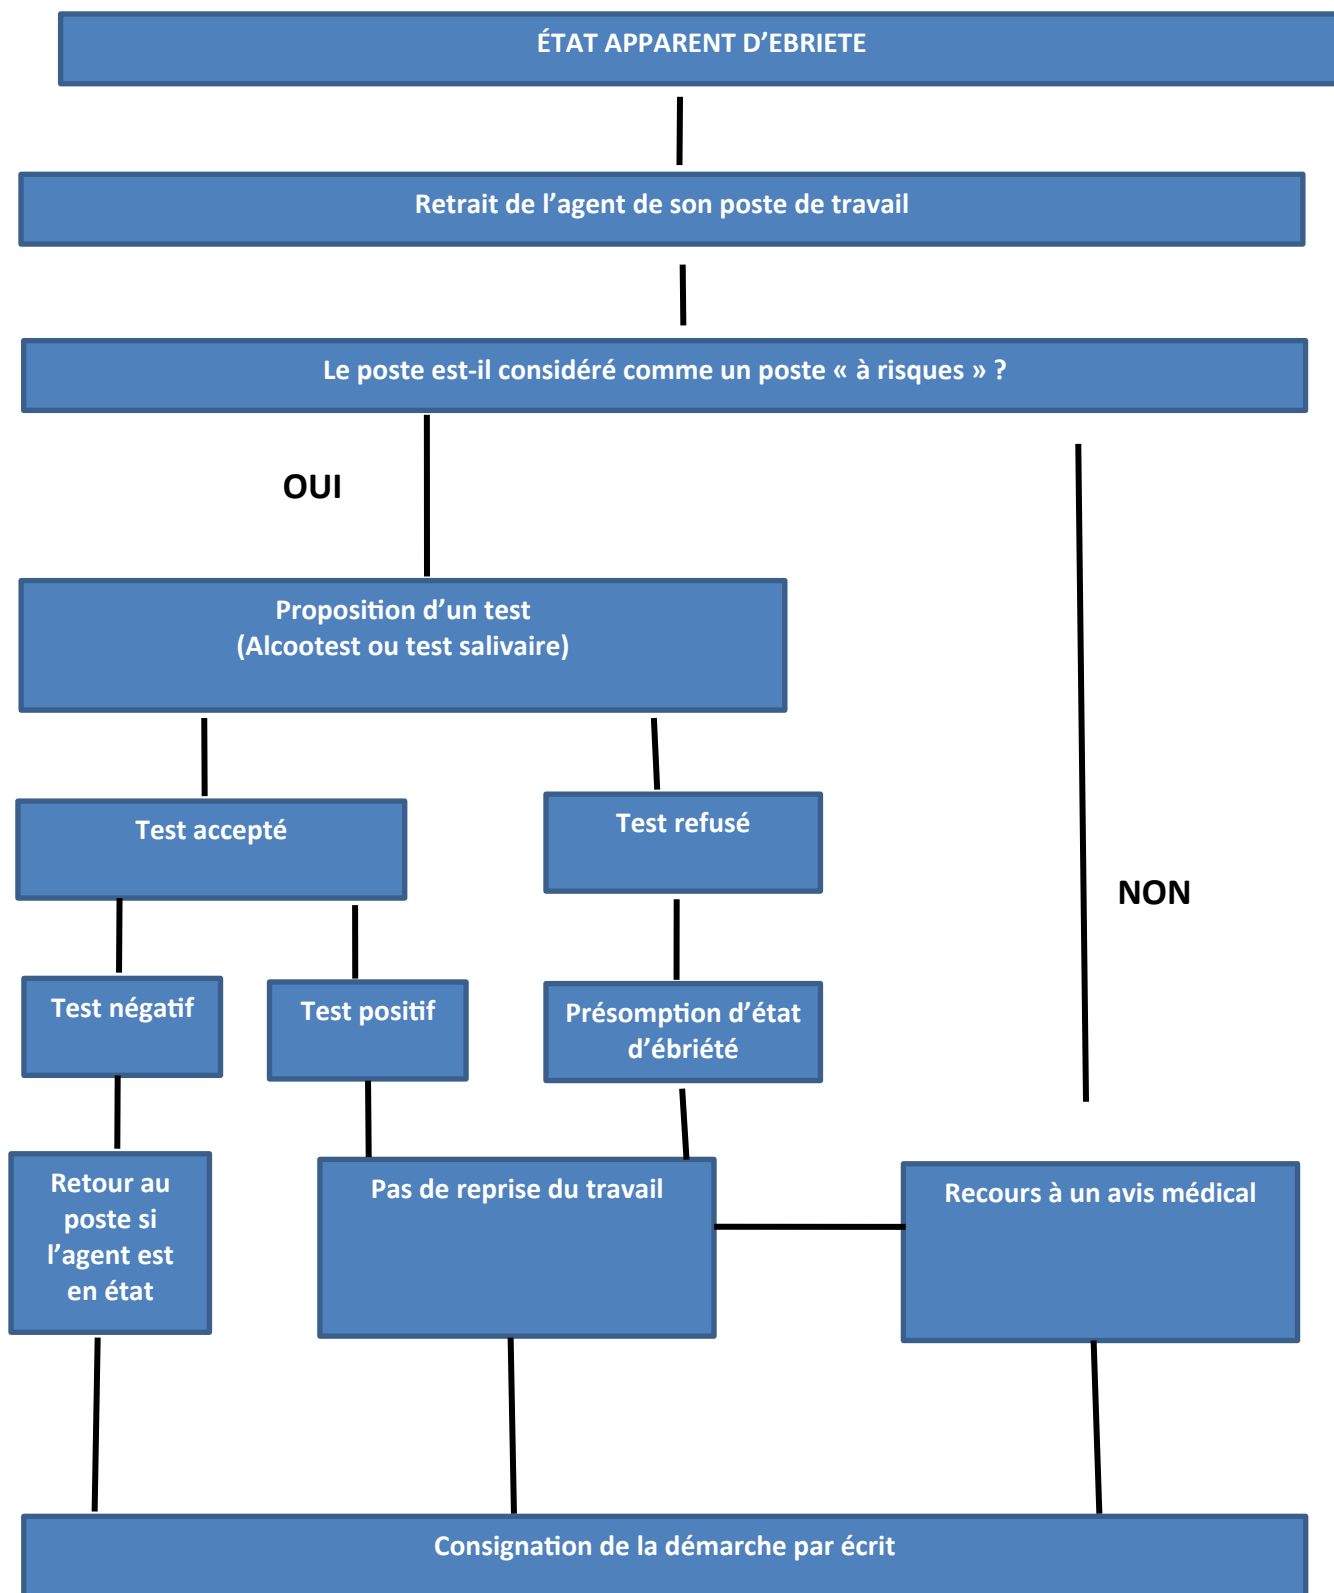 ÉTAT APPARENT D'EBRIETE
Retrait de l’agent de son poste de travail
Le poste est-il considéré comme un poste « à risques » ?
OUI
Proposition d’un test
(Alcootest ou test salivaire)
Test accepté
Test refusé
NON
Test négatif
Test positif
Présomption d’état
d’ébriété
Retour au
poste si
l’agent est
en état
Pas de reprise du travail
Recours à un avis médical
Consignation de la démarche par écrit